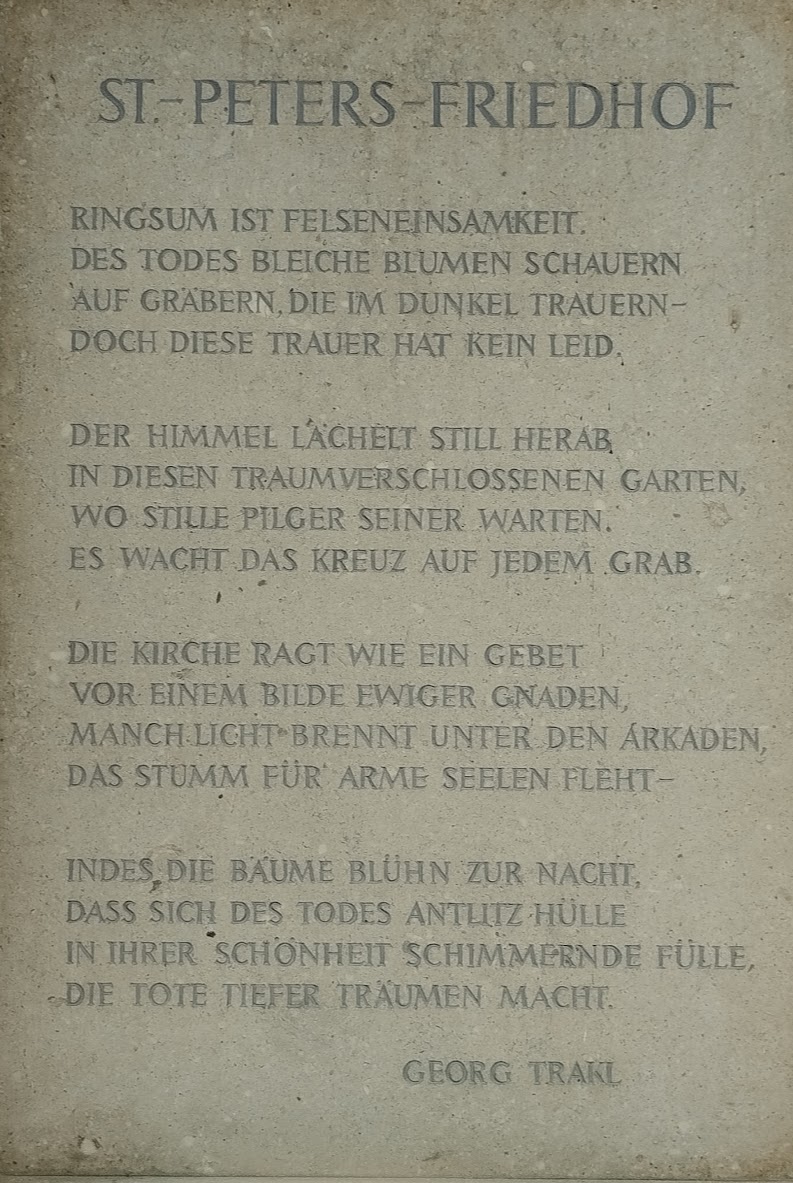 ST.-PETERS-FRIEDHOF
RINGSUM IST FELSENEINSAMKEIT.
DES TODES BLEICHE BLUMEN SCHAUERN
AUF GRÄBERN, DIE IM DUNKEL TRAUERN-
DOCH DIESE TRAUER HAT KEIN LEID.
DER HIMMEL LÄCHELT STILL HERAB
IN DIESEN TRAUMVERSCHLOSSENEN GARTEN,
WO STILLE PILGER SEINER WARTEN.
ES WACHT DAS KREUZ AUF JEDEM GRAB.
DIE KIRCHE RAGT WIE EIN GEBET
VOR EINEM BILDE EWIGER GNADEN,
MANCH LICHT BRENNT UNTER DEN ARKADEN,
DAS STUMM FÜR ARME SEELEN FLEHT-
INDES DIE BÄUME BLÜHN ZUR NACHT,
DASS SICH DES TODES ANTLITZ HÜLLE
IN IHRER SCHÖNHEIT SCHIMMERNDE FÜLLE,
DIE TOTE TIEFER TRÄUMEN MACHT.
GEORG TRAKL